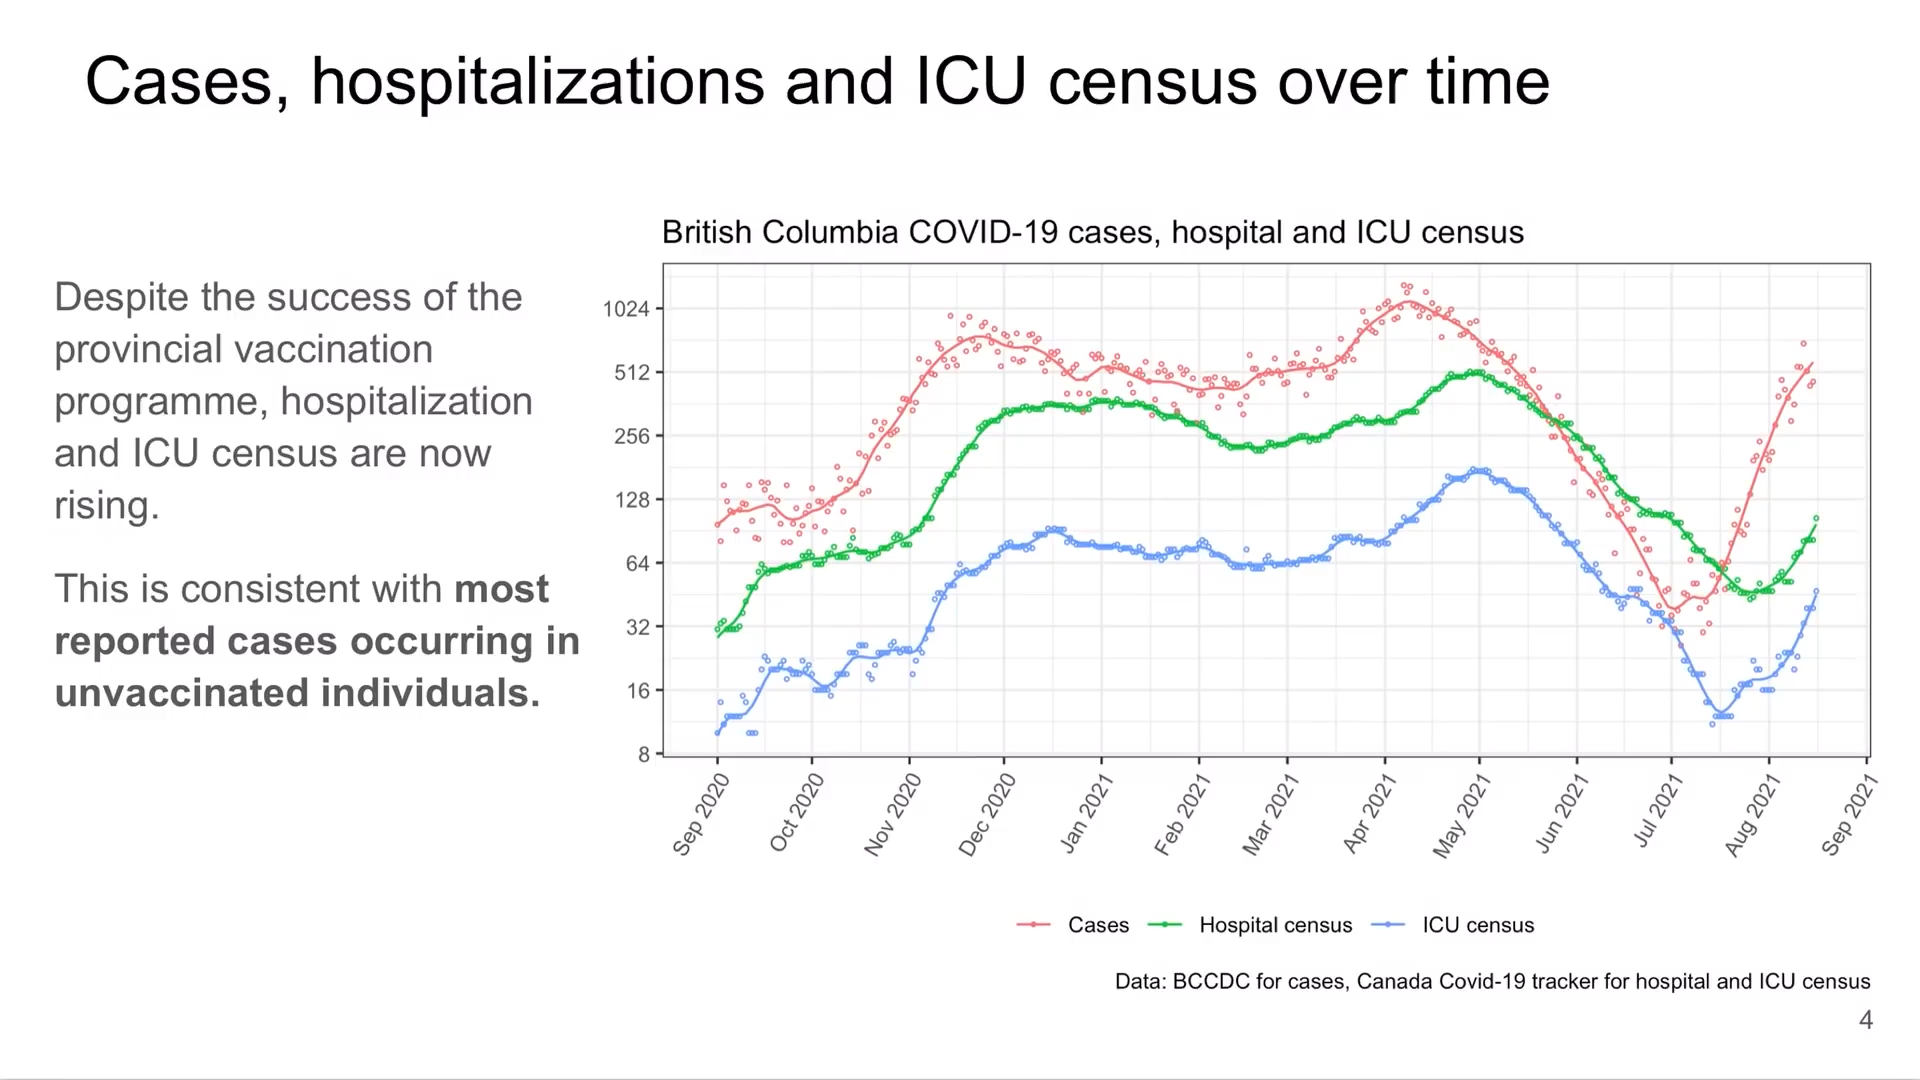 Cases, hospitalizations and ICU census over time
Despite the success of the
provincial vaccination
programme, hospitalization
and ICU census are now
rising.
This is consistent with most
reported cases occurring in
unvaccinated individuals.
British Columbia COVID-19 cases, hospital and ICU census
1024
512
256
128
64
32
16
8
Sep 2020
Oct 2020
Nov 2020
Dec 2020
Jan 2021
Feb 2021
Mar 2021
Apr 2021
May 2021
Jun 2021
Jul 2021
Aug 2021
Sep 2021
Cases Hospital census ICU census
Data: BCCDC for cases, Canada Covid-19 tracker for hospital and ICU census
4